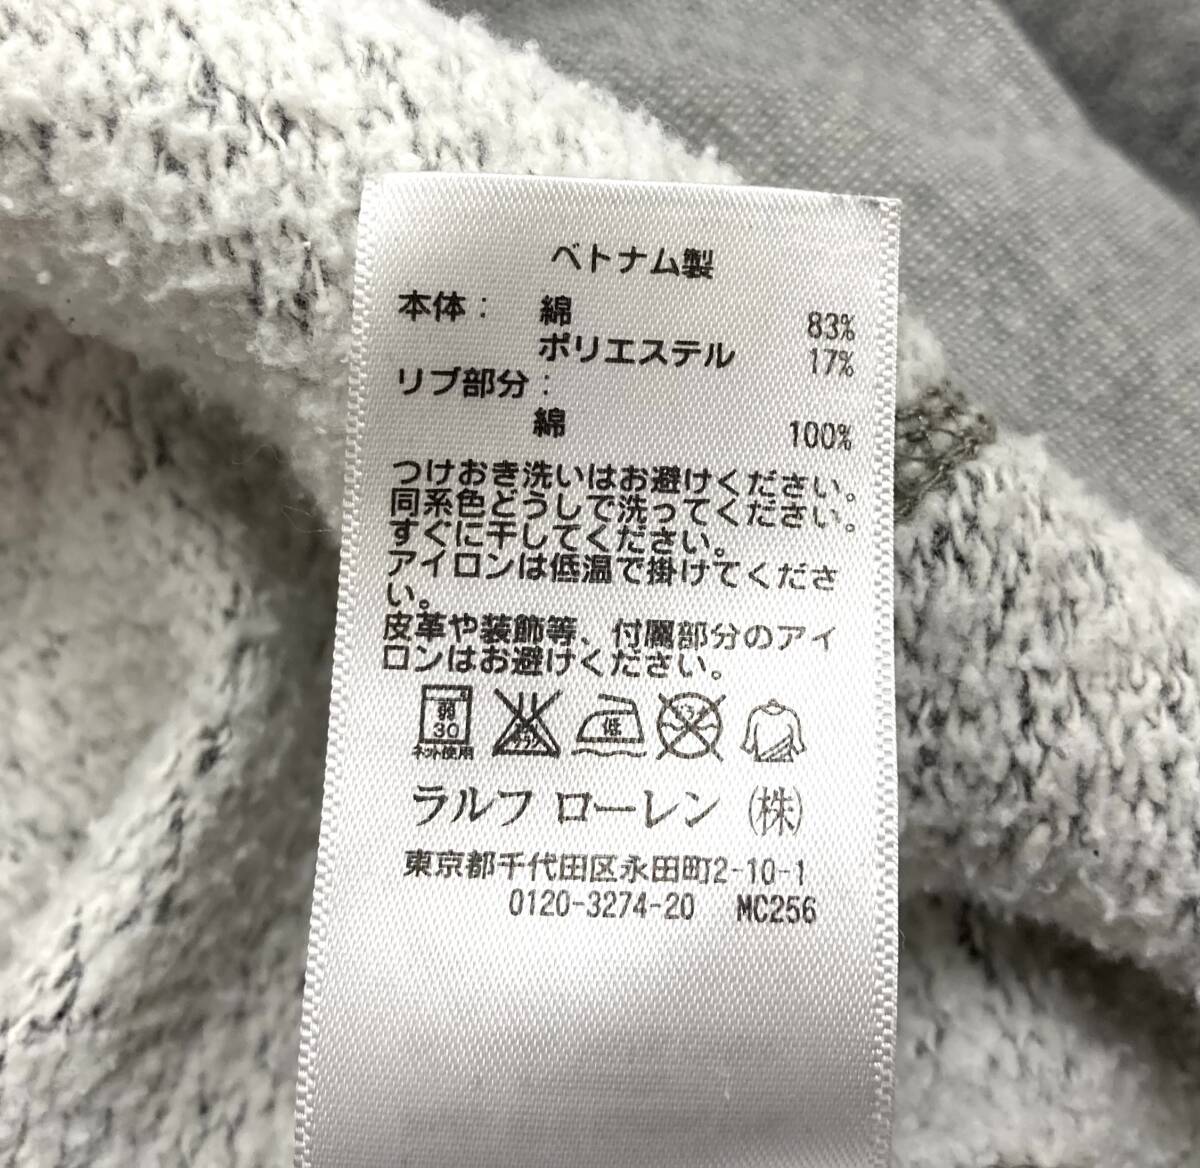 ベトナム製
本体： 綿 83%
ポリエステル 17%
リブ部分：
綿 100%
つけおき洗いはお避けください。
同系色どうしで洗ってください。
すぐに干してください。
アイロンは低温で掛けてくださ
い。
皮革や装飾等、付属部分のアイ
ロンはお避けください。
弱 30 ネット使用 低
ラルフ ローレン （株）
東京都千代田区永田町2-10-1
0120-3274-20 MC256